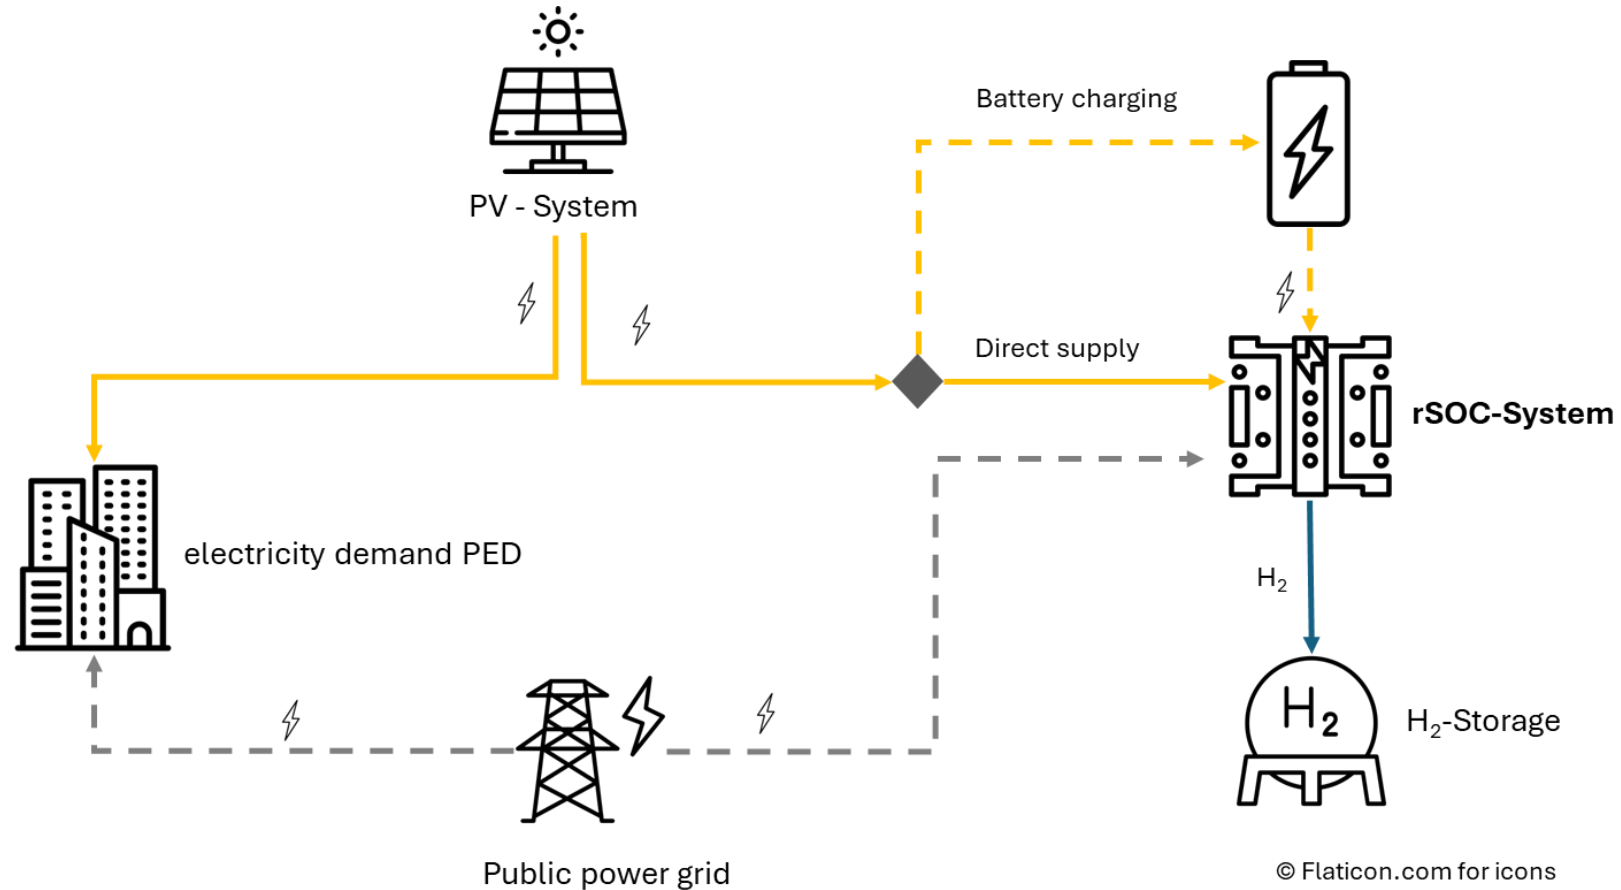 Battery charging
PV - System
Direct supply
rSOC-System
electricity demand PED
H₂
H₂
H₂-Storage
Public power grid
© Flaticon.com for icons